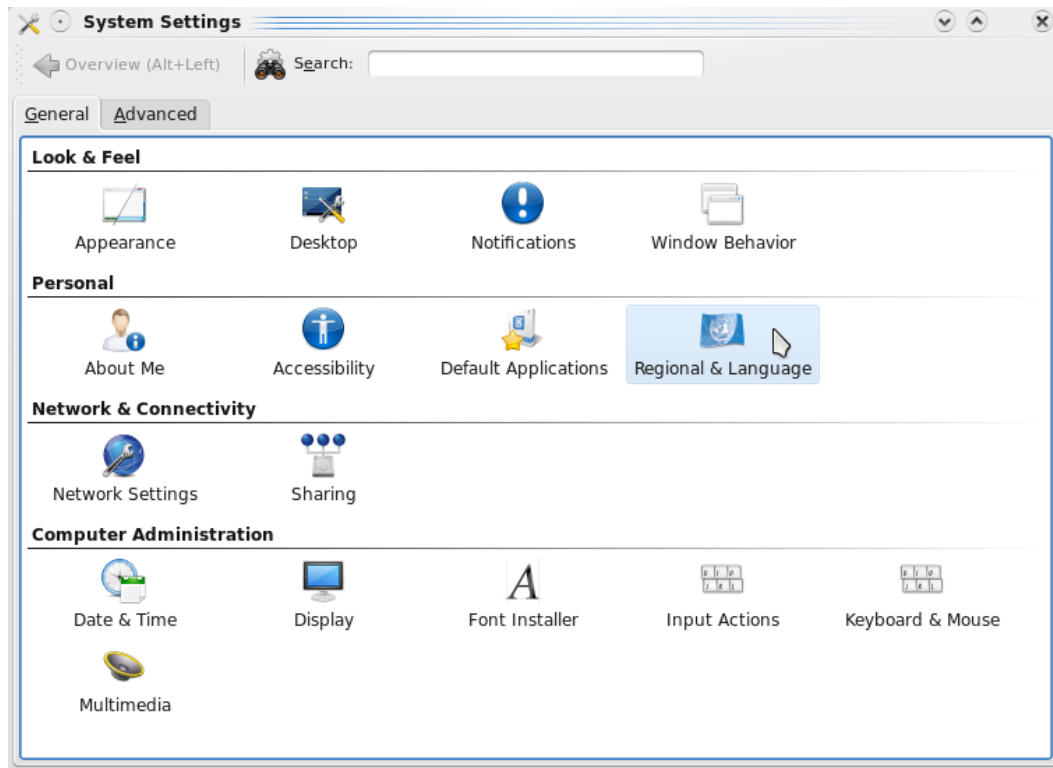 System Settings
Overview (Alt+Left) Search:
General Advanced
Look & Feel
Appearance Desktop Notifications Window Behavior
Personal
About Me Accessibility Default Applications Regional & Language
Network & Connectivity
Network Settings Sharing
Computer Administration
Date & Time Display Font Installer Input Actions Keyboard & Mouse
Multimedia